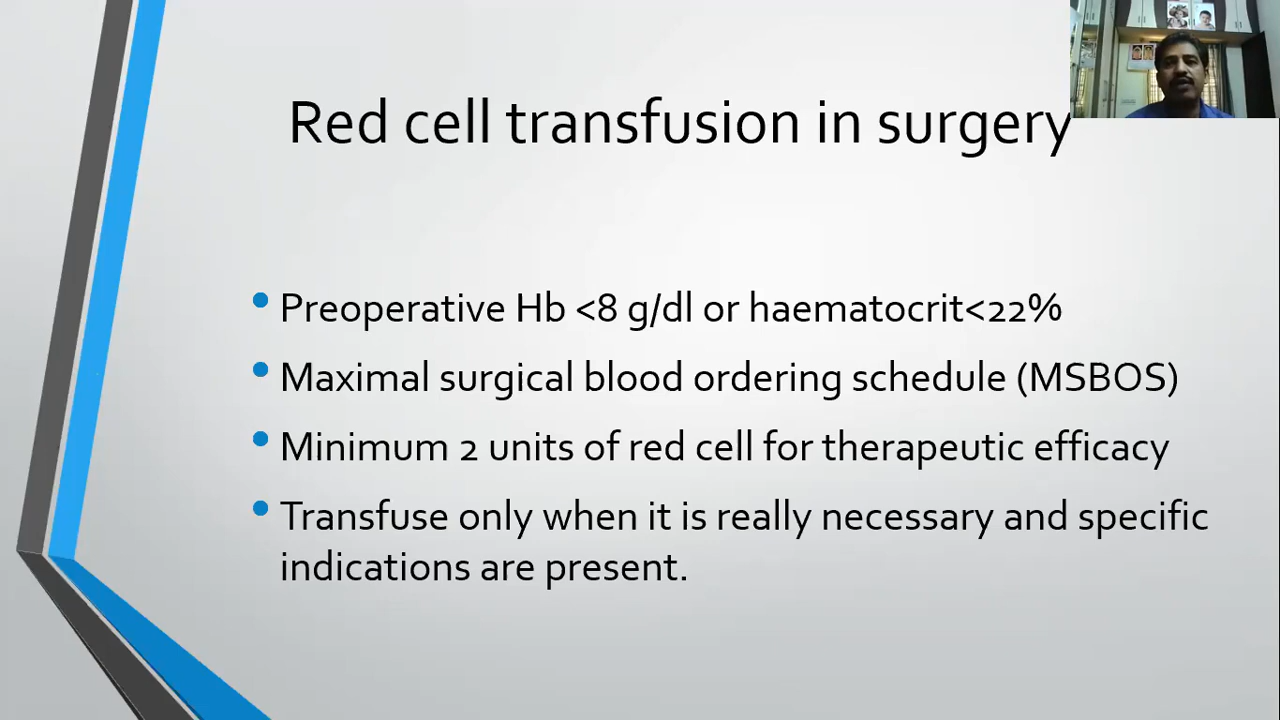 Red cell transfusion in surgery
Preoperative Hb <8 g/dl or haematocrit<22%
Maximal surgical blood ordering schedule (MSBOS)
Minimum 2 units of red cell for therapeutic efficacy
Transfuse only when it is really necessary and specific
indications are present.